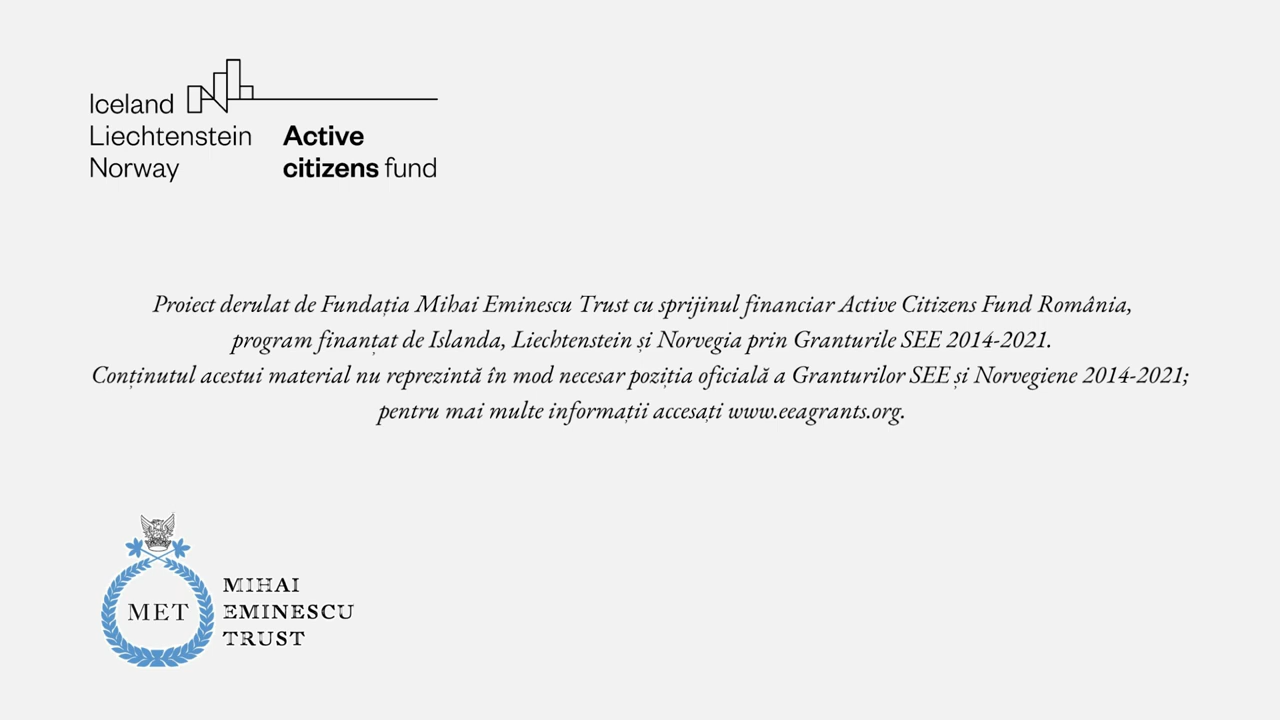 Iceland
Liechtenstein
Norway
Active
citizens fund
Proiect derulat de Fundația Mihai Eminescu Trust cu sprijinul financiar Active Citizens Fund România,
program finanțat de Islanda, Liechtenstein și Norvegia prin Granturile SEE 2014-2021.
Conținutul acestui material nu reprezintă în mod necesar poziția oficială a Granturilor SEE și Norvegiene 2014-2021;
pentru mai multe informații accesați www.eeagrants.org.
MET
MIHAI
EMINESCU
TRUST